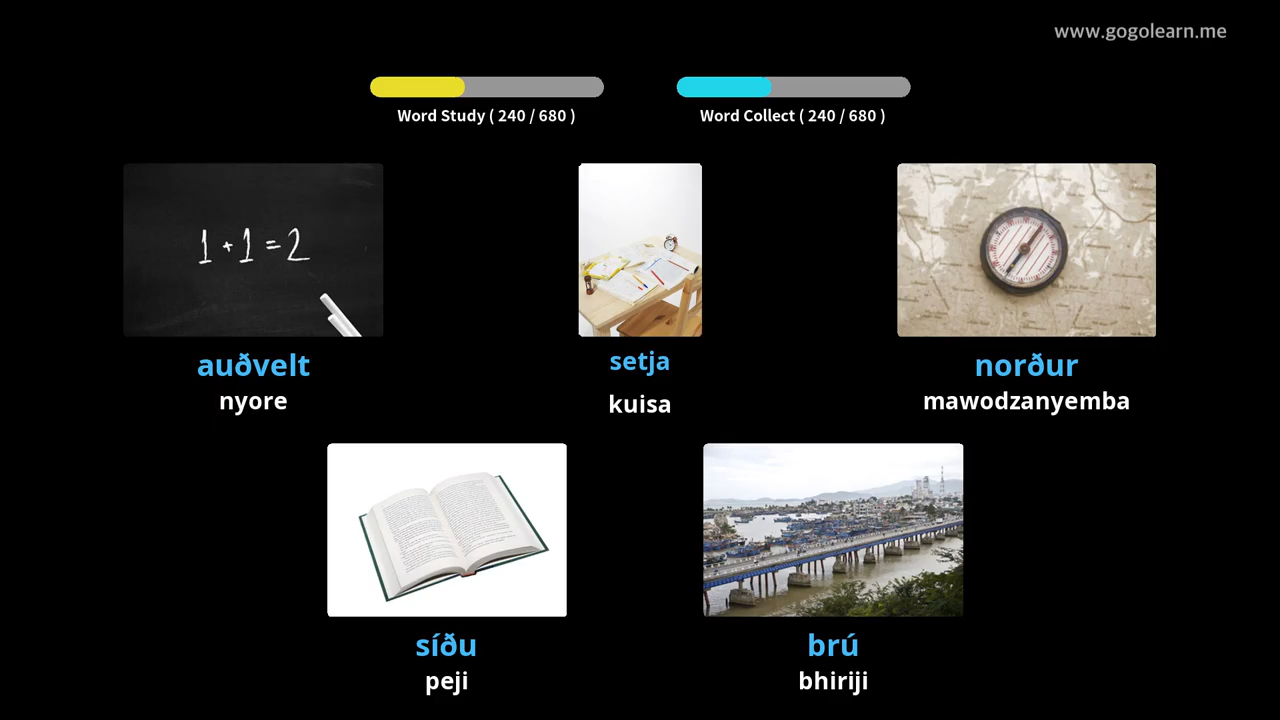 www.gogolearn.me
Word Study ( 240 / 680 )
Word Collect ( 240 / 680 )
1 + 1 = 2
auðvelt
nyore
setja
kuisa
norður
mawodzanyemba
síðu
peji
brú
bhiriji